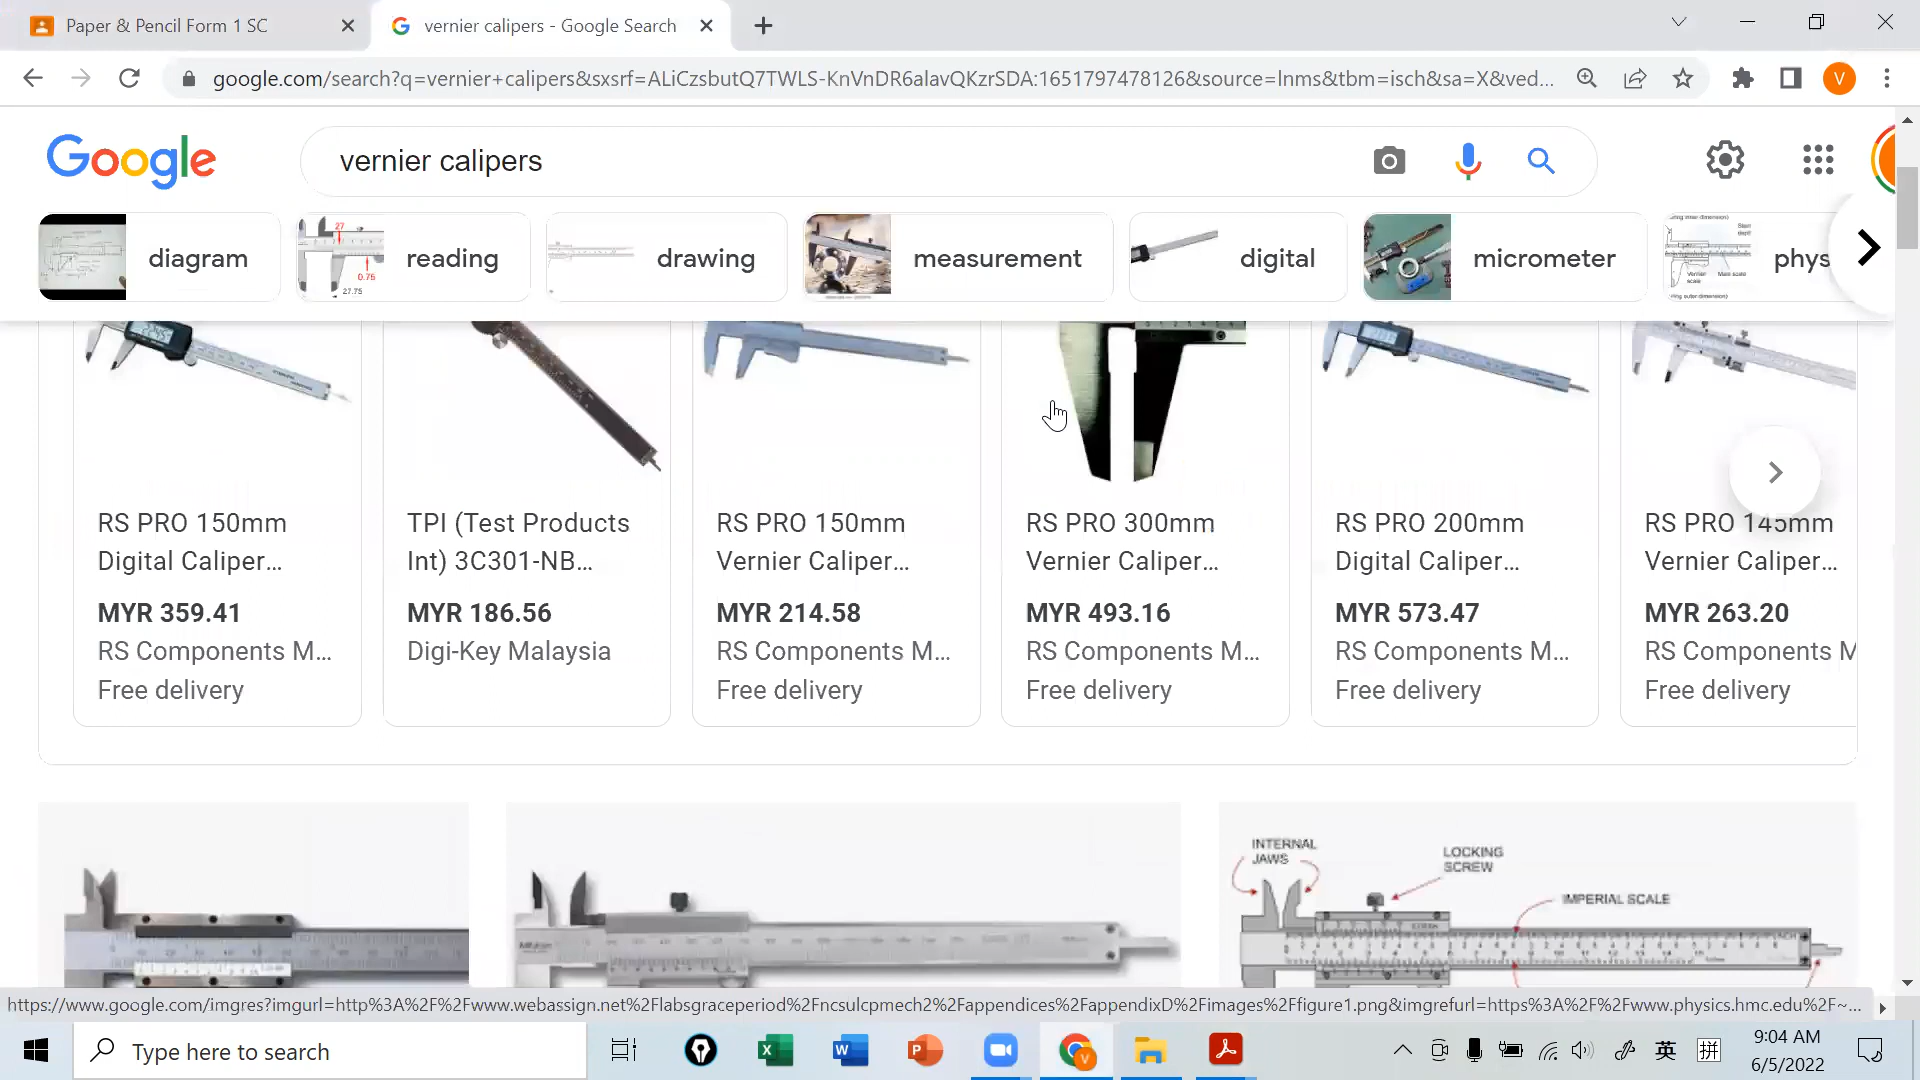 Paper & Pencil Form 1 SC
vernier calipers - Google Search
google.com/search?q=vernier+calipers&sxsrf=ALiCzsbutQ7TWLS-KnVnDR6alavQKzrSDA:1651797478126&source=lnms&tbm=isch&sa=X&ved...
V
Google
vernier calipers
diagram
reading
drawing
measurement
digital
micrometer
phys
27
0.75
27.75
RS PRO 150mm
Digital Caliper...
MYR 359.41
RS Components M...
Free delivery
TPI (Test Products
Int) 3C301-NB...
MYR 186.56
Digi-Key Malaysia
RS PRO 150mm
Vernier Caliper...
MYR 214.58
RS Components M...
Free delivery
RS PRO 300mm
Vernier Caliper...
MYR 493.16
RS Components M...
Free delivery
RS PRO 200mm
Digital Caliper...
MYR 573.47
RS Components M...
Free delivery
RS PRO 145mm
Vernier Caliper...
MYR 263.20
RS Components M
Free delivery
INTERNAL
JAWS
LOCKING
SCREW
IMPERIAL SCALE
https://www.google.com/imgres?imgurl=http%3A%2F%2Fwww.webassign.net%2Flabsgraceperiod%2Fncsulcpmech2%2Fappendices%2FappendixD%2Fimages%2Ffigure1.png&imgrefurl=https%3A%2F%2Fwww.physics.hmc.edu%2F~...
Type here to search
英
拼
9:04 AM
6/5/2022